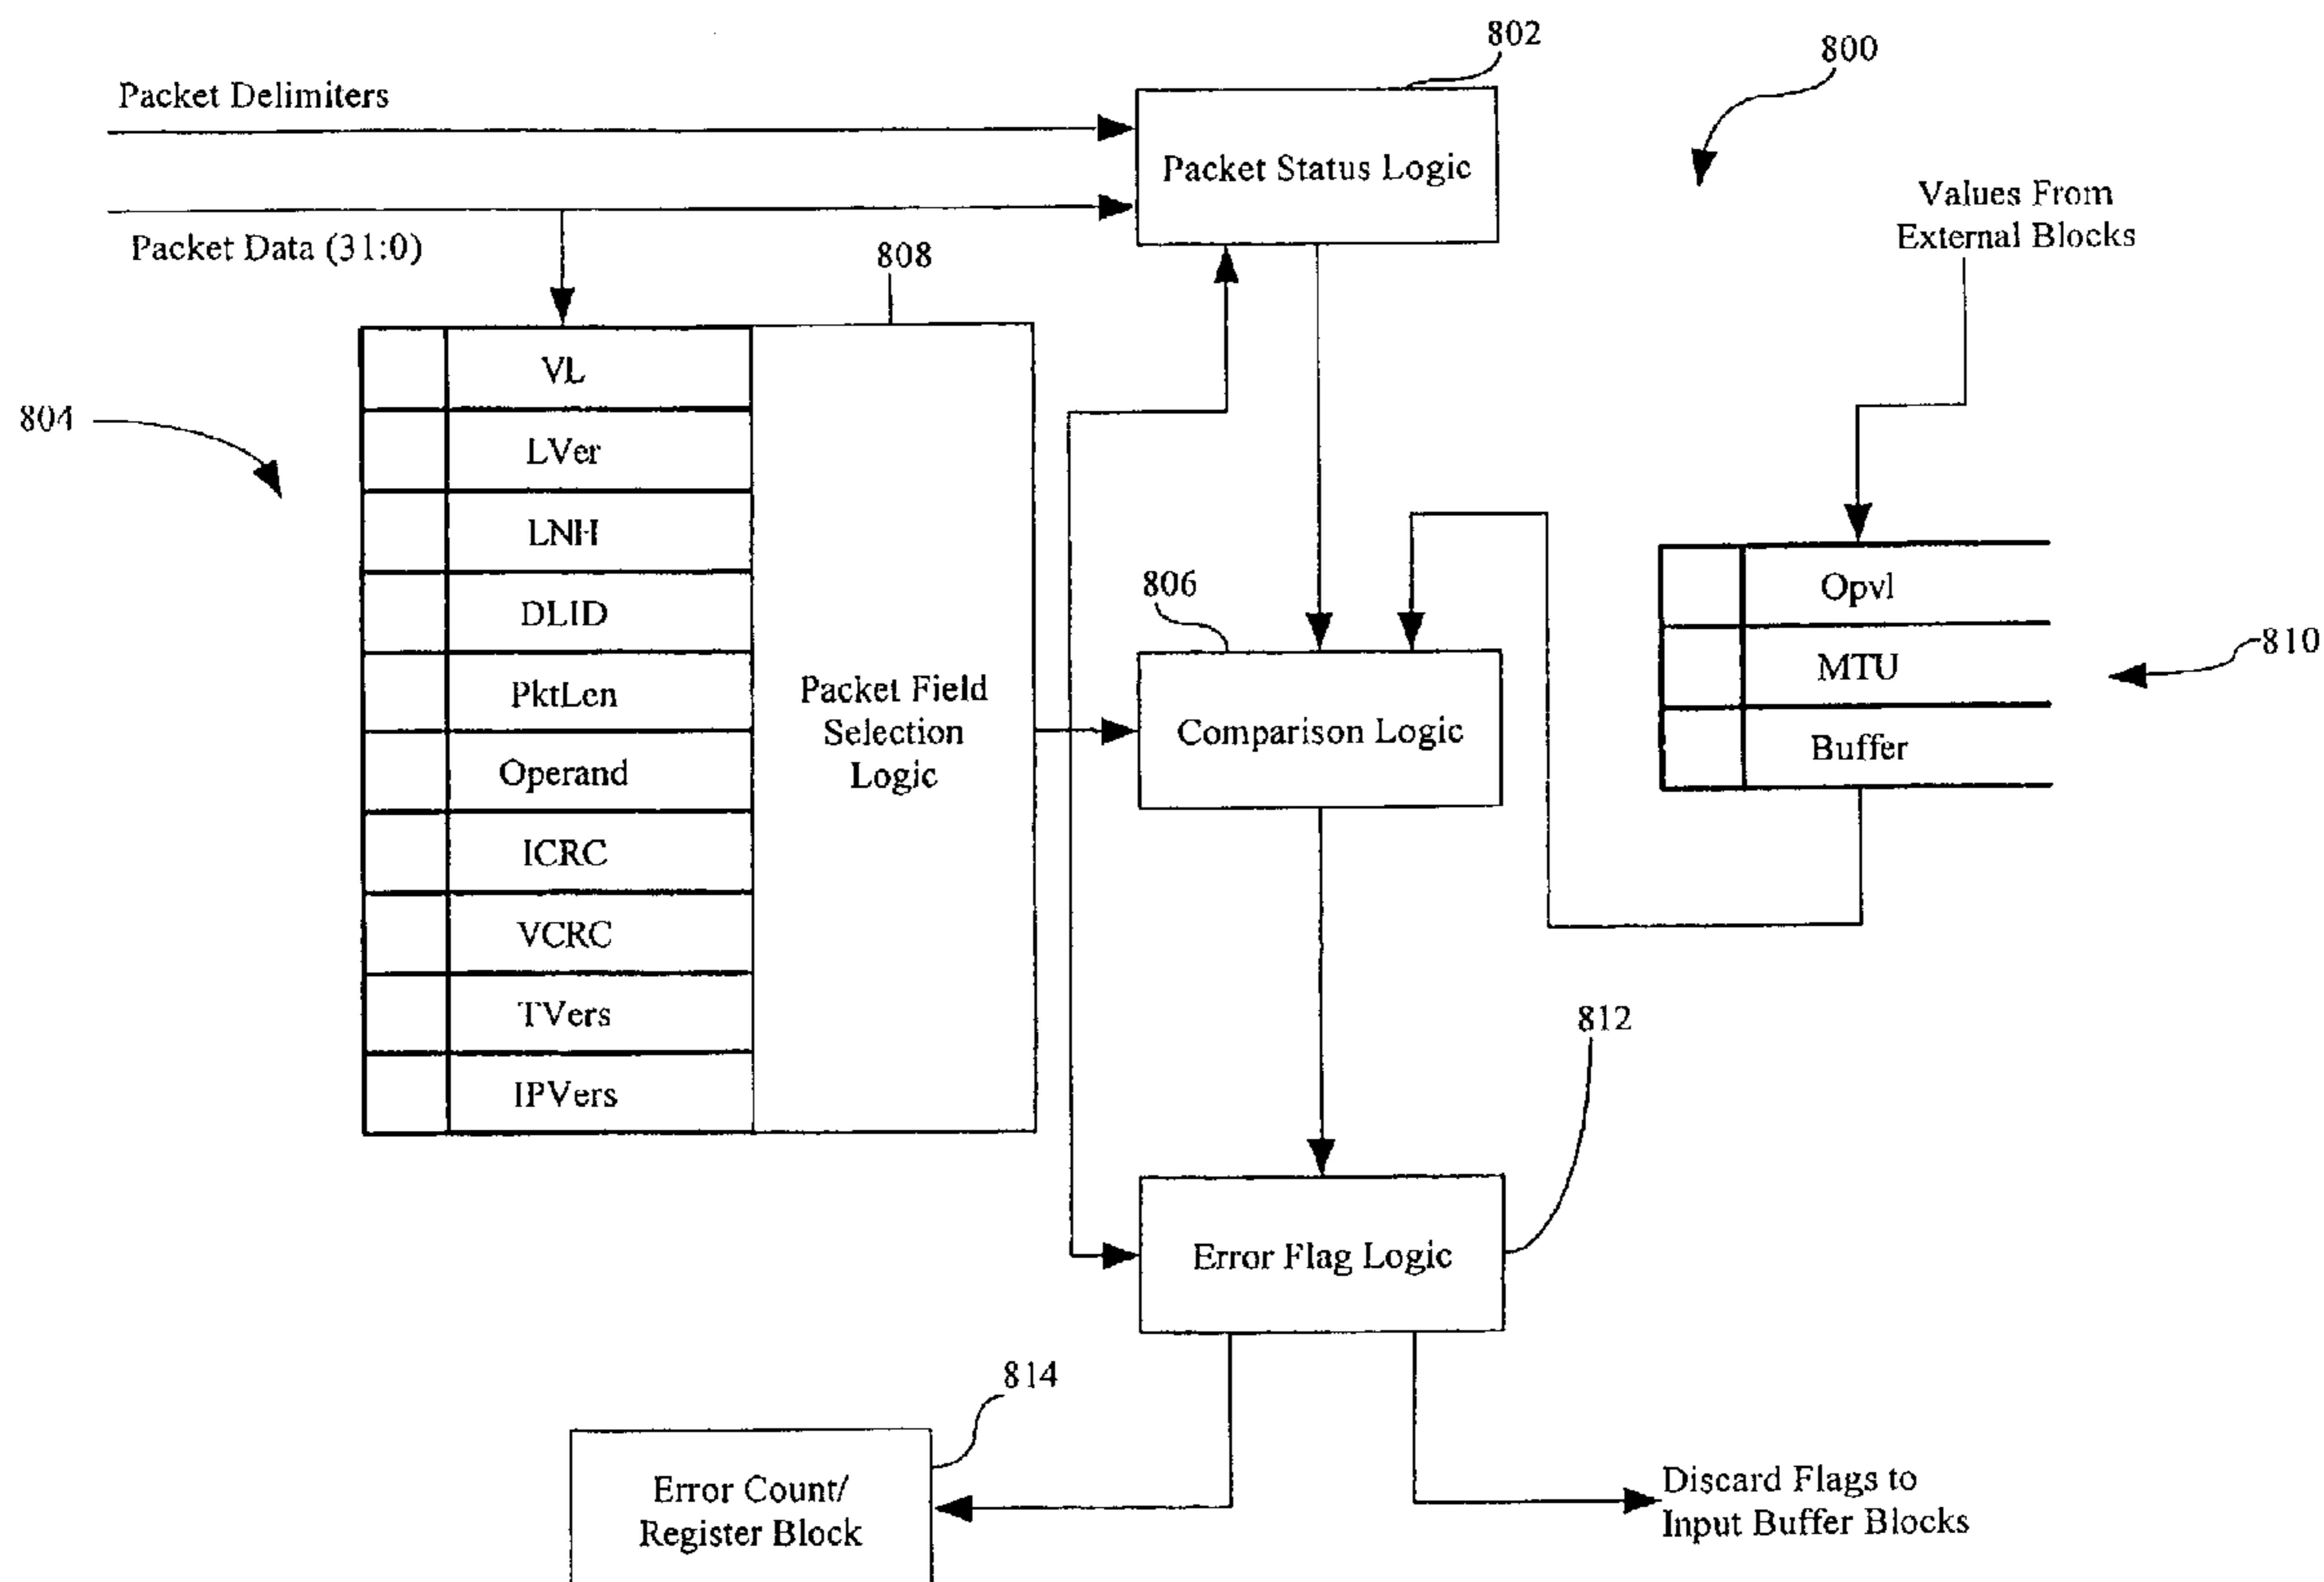 802
800
Packet Delimiters
Packet Status Logic
Values From
External Blocks
Packet Data (31:0)
808
804
VL
LVer
LNH
DLID
PktLen
Operand
ICRC
VCRC
TVers
IPVers
Packet Field
Selection
Logic
806
Comparison Logic
Opvl
MTU
Buffer
810
812
Error Flag Logic
814
Error Count/
Register Block
Discard Flags to
Input Buffer Blocks